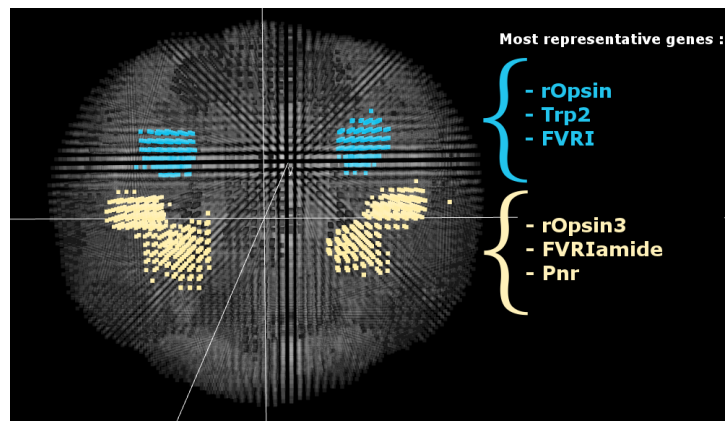 Most representative genes :
- rOpsin
- Trp2
- FVRI
- rOpsin3
- FVRIamide
- Pnr